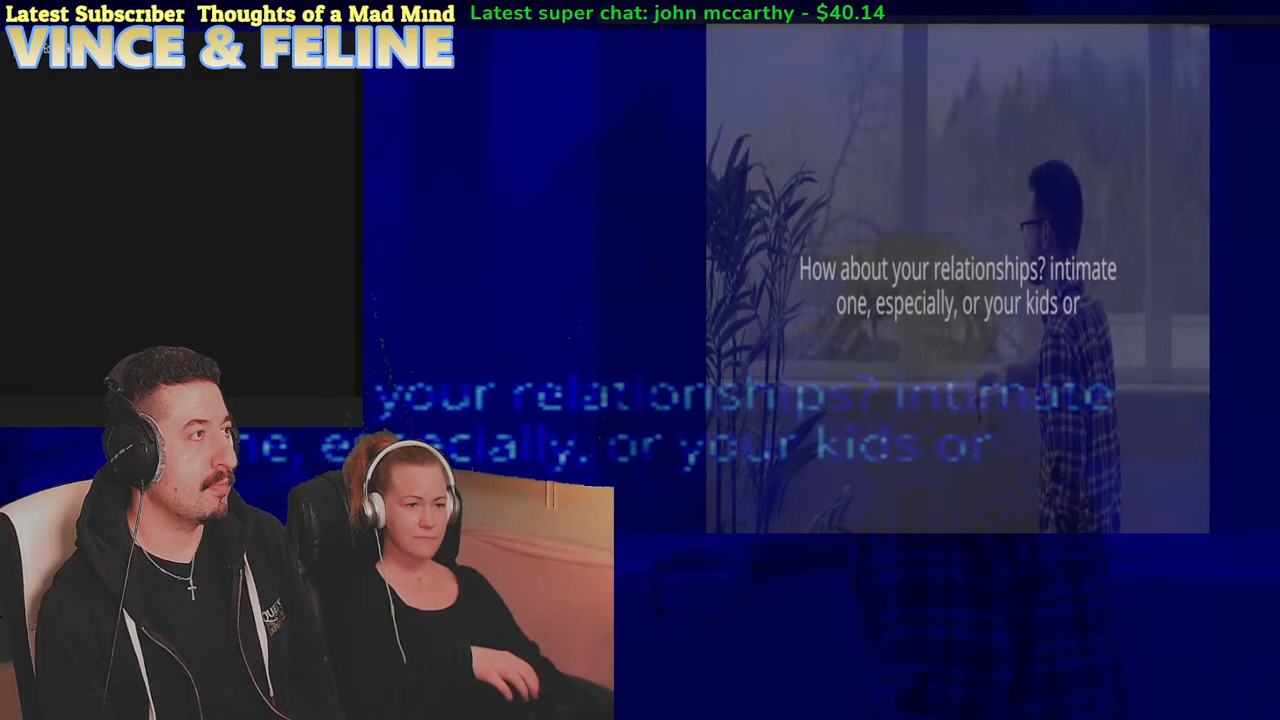 Latest Subscriber Thoughts of a Mad Mind
Latest super chat: john mccarthy - $40.14
VINCE & FELINE
How about your relationships? intimate
one, especially, or your kids or
your relationships? intimate
ne, especially, or your kids or